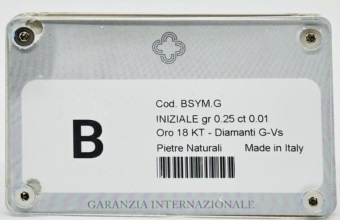 Cod. BSYM.G
INIZIALE gr 0.25 ct 0.01
Oro 18 KT - Diamanti G-Vs
B
Pietre Naturali Made in Italy
GARANZIA INTERNAZIONALE